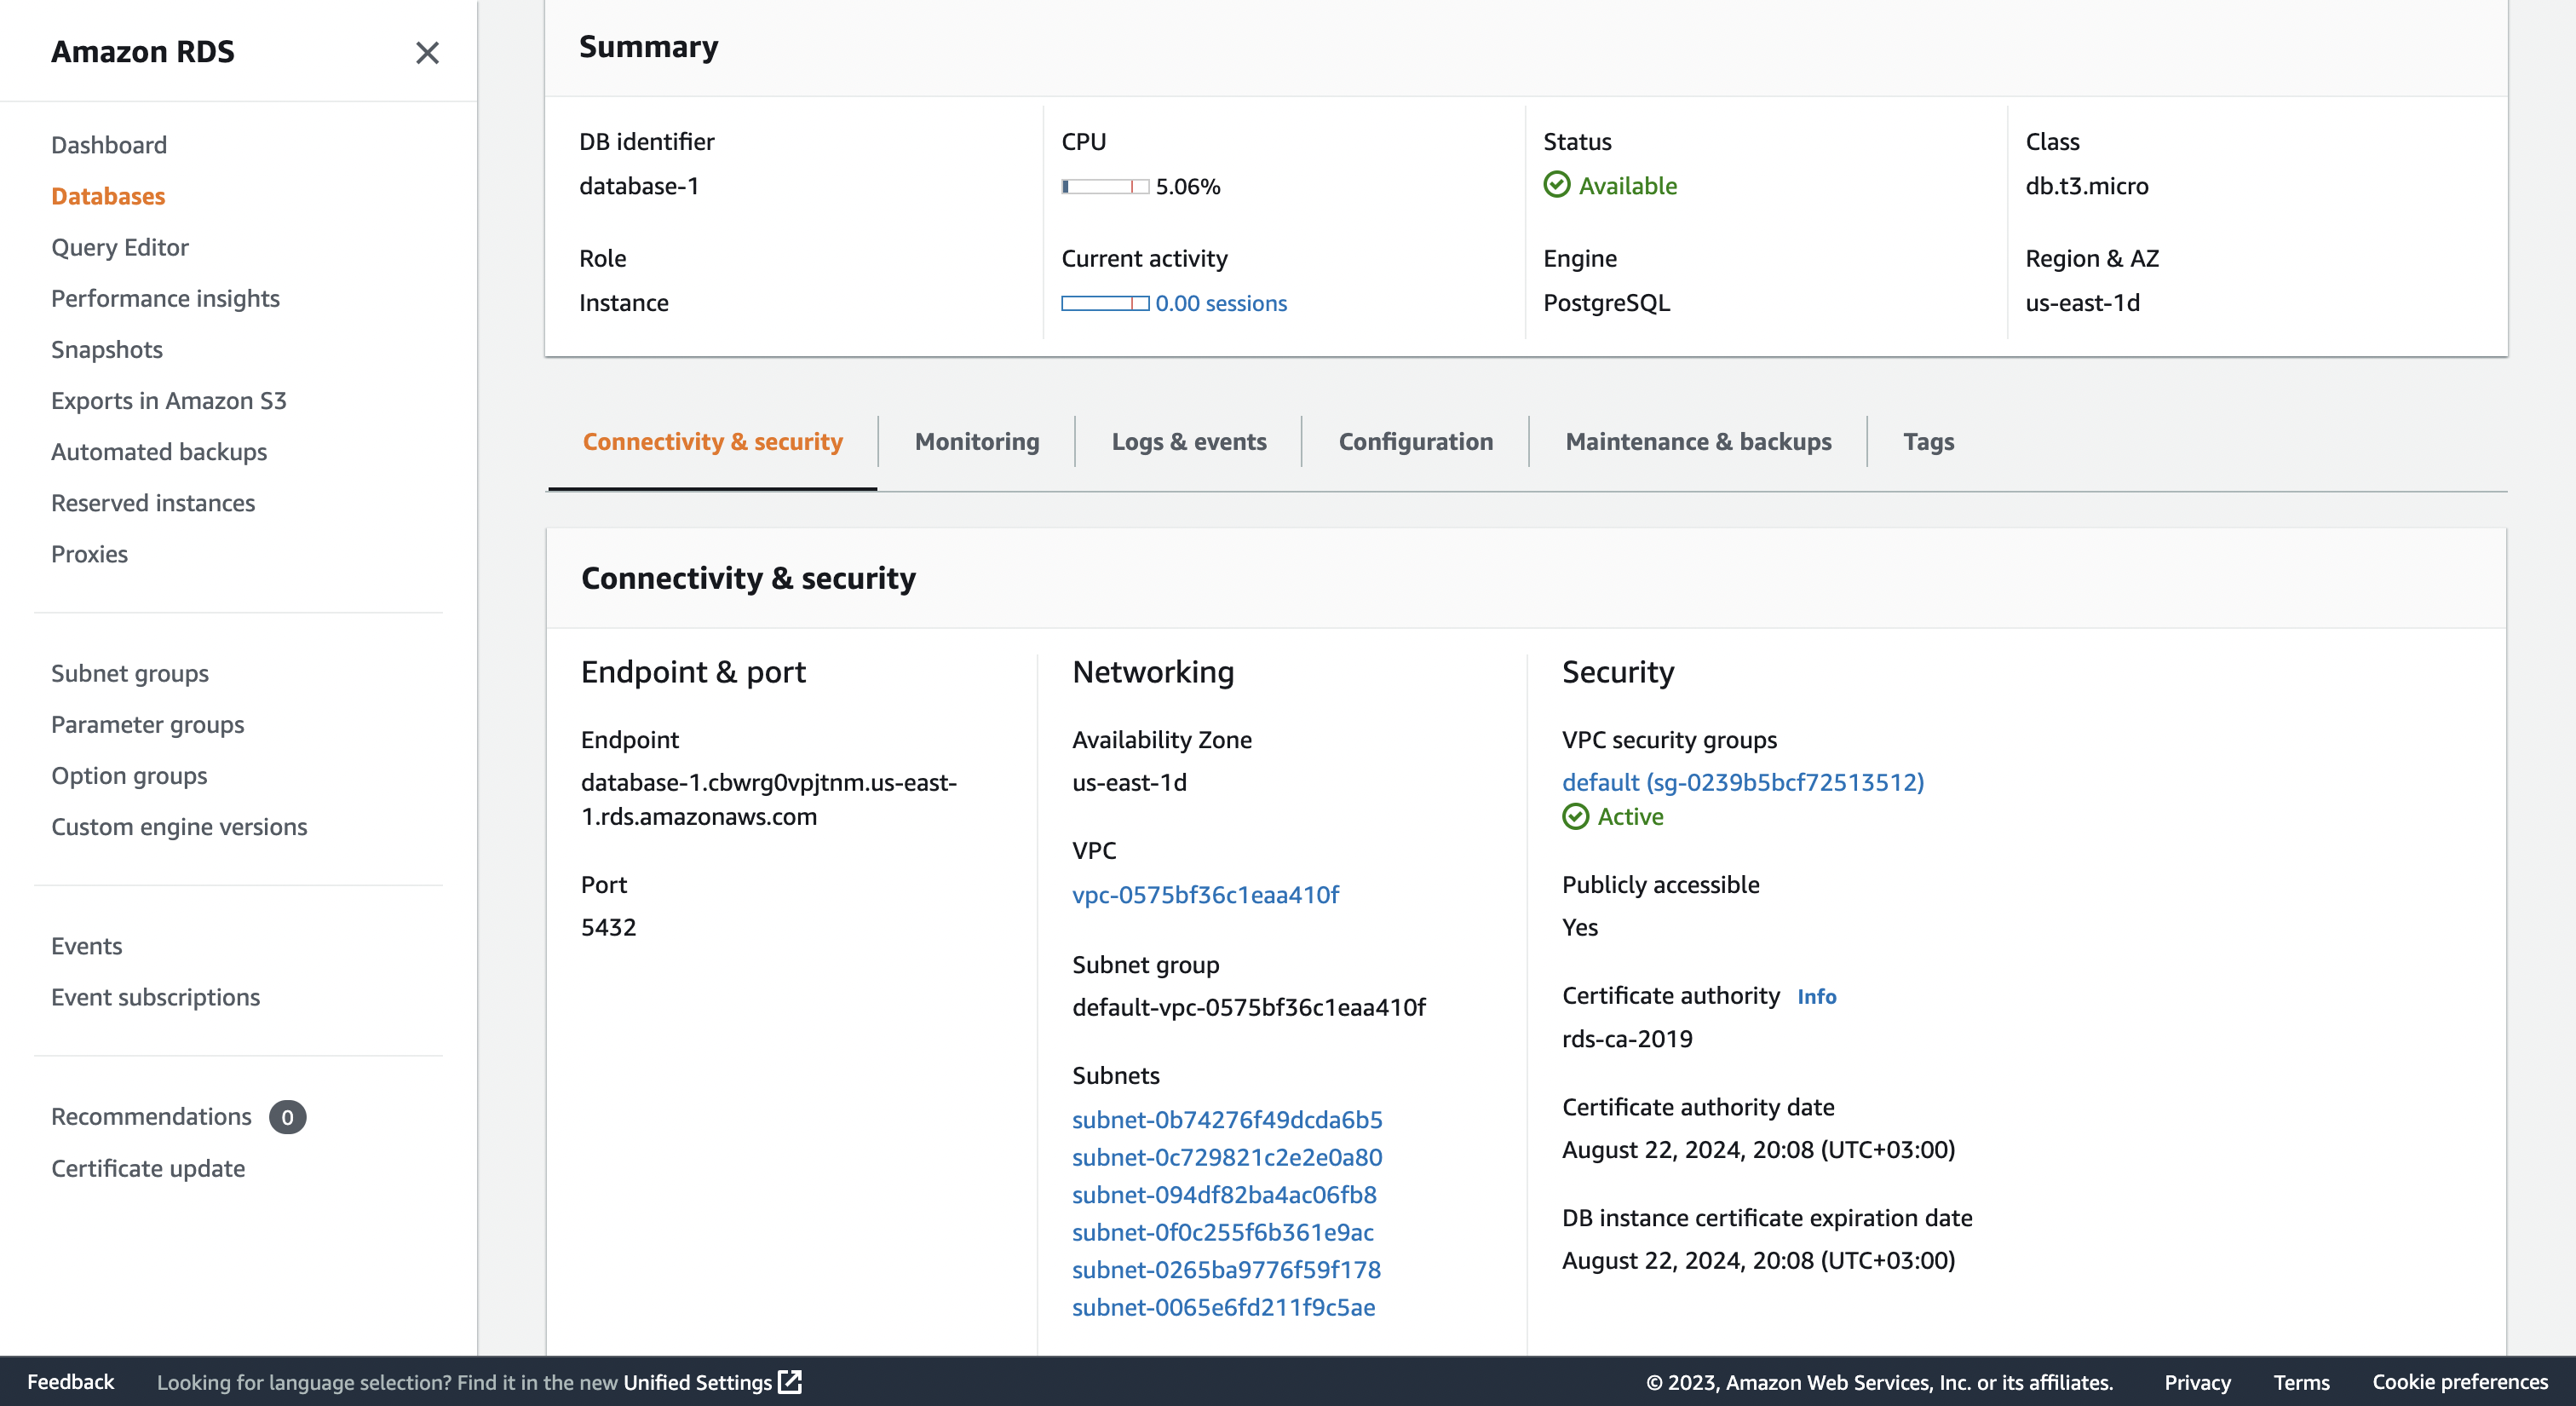 Amazon RDS
Dashboard
Databases
Query Editor
Performance insights
Snapshots
Exports in Amazon S3
Automated backups
Reserved instances
Proxies
Subnet groups
Parameter groups
Option groups
Custom engine versions
Events
Event subscriptions
Recommendations 0
Certificate update
Summary
DB identifier
database-1
Role
Instance
CPU
5.06%
Current activity
0.00 sessions
Status
Available
Engine
PostgreSQL
Class
db.t3.micro
Region & AZ
us-east-1d
Connectivity & security
Monitoring
Logs & events
Configuration
Maintenance & backups
Tags
Connectivity & security
Endpoint & port
Endpoint
database-1.cbwrg0vpjtnm.us-east-
1.rds.amazonaws.com
Port
5432
Networking
Availability Zone
us-east-1d
VPC
vpc-0575bf36c1eaa410f
Subnet group
default-vpc-0575bf36c1eaa410f
Subnets
subnet-0b74276f49dcda6b5
subnet-0c729821c2e2e0a80
subnet-094df82ba4ac06fb8
subnet-0f0c255f6b361e9ac
subnet-0265ba9776f59f178
subnet-0065e6fd211f9c5ae
Security
VPC security groups
default (sg-0239b5bcf72513512)
Active
Publicly accessible
Yes
Certificate authority Info
rds-ca-2019
Certificate authority date
August 22, 2024, 20:08 (UTC+03:00)
DB instance certificate expiration date
August 22, 2024, 20:08 (UTC+03:00)
Feedback
Looking for language selection? Find it in the new Unified Settings
© 2023, Amazon Web Services, Inc. or its affiliates.
Privacy
Terms
Cookie preferences